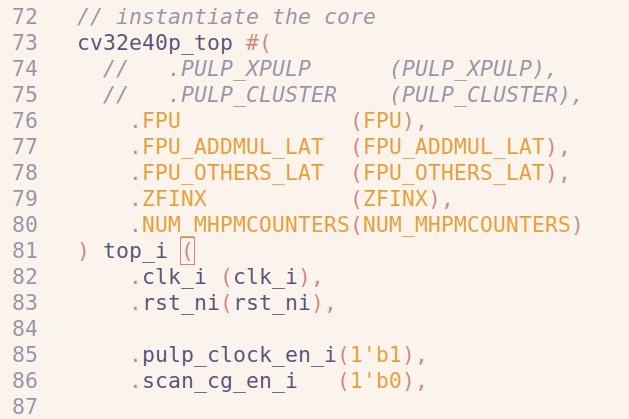 72 // instantiate the core
73 cv32e40p_top #(
74 // .PULP_XPULP (PULP_XPULP),
75 // .PULP_CLUSTER (PULP_CLUSTER),
76 .FPU (FPU),
77 .FPU_ADDMUL_LAT (FPU_ADDMUL_LAT),
78 .FPU_OTHERS_LAT (FPU_OTHERS_LAT),
79 .ZFINX (ZFINX),
80 .NUM_MHPMCOUNTERS(NUM_MHPMCOUNTERS)
81 ) top_i (
82 .clk_i (clk_i),
83 .rst_ni(rst_ni),
84
85 .pulp_clock_en_i(1'b1),
86 .scan_cg_en_i (1'b0),
87